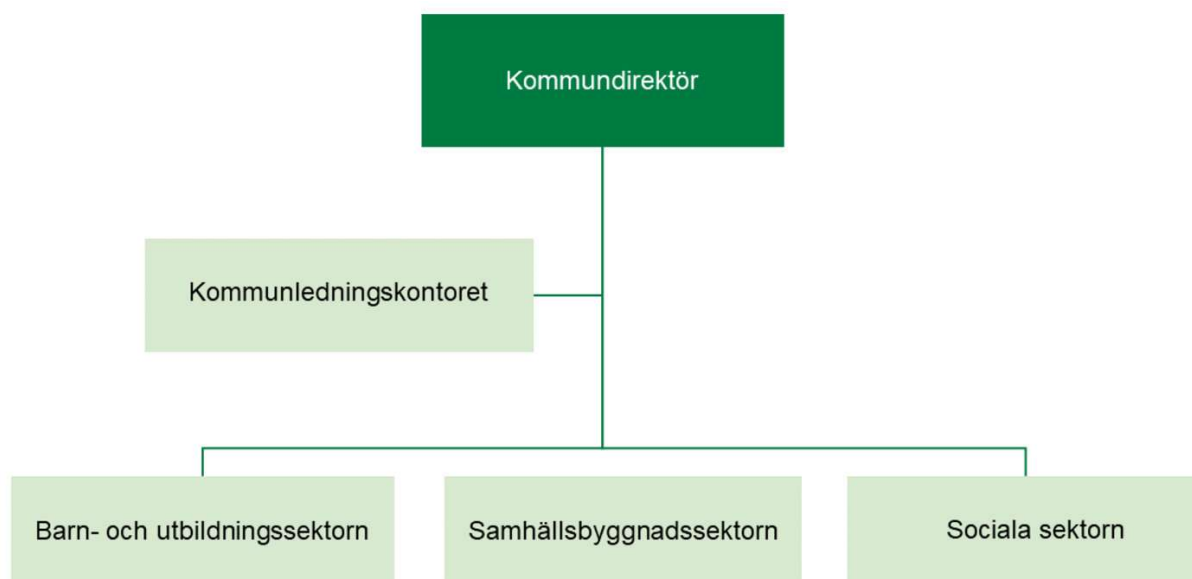 Kommundirektör
Kommunledningskontoret
Barn- och utbildningssektorn
Samhällsbyggnadssektorn
Sociala sektorn